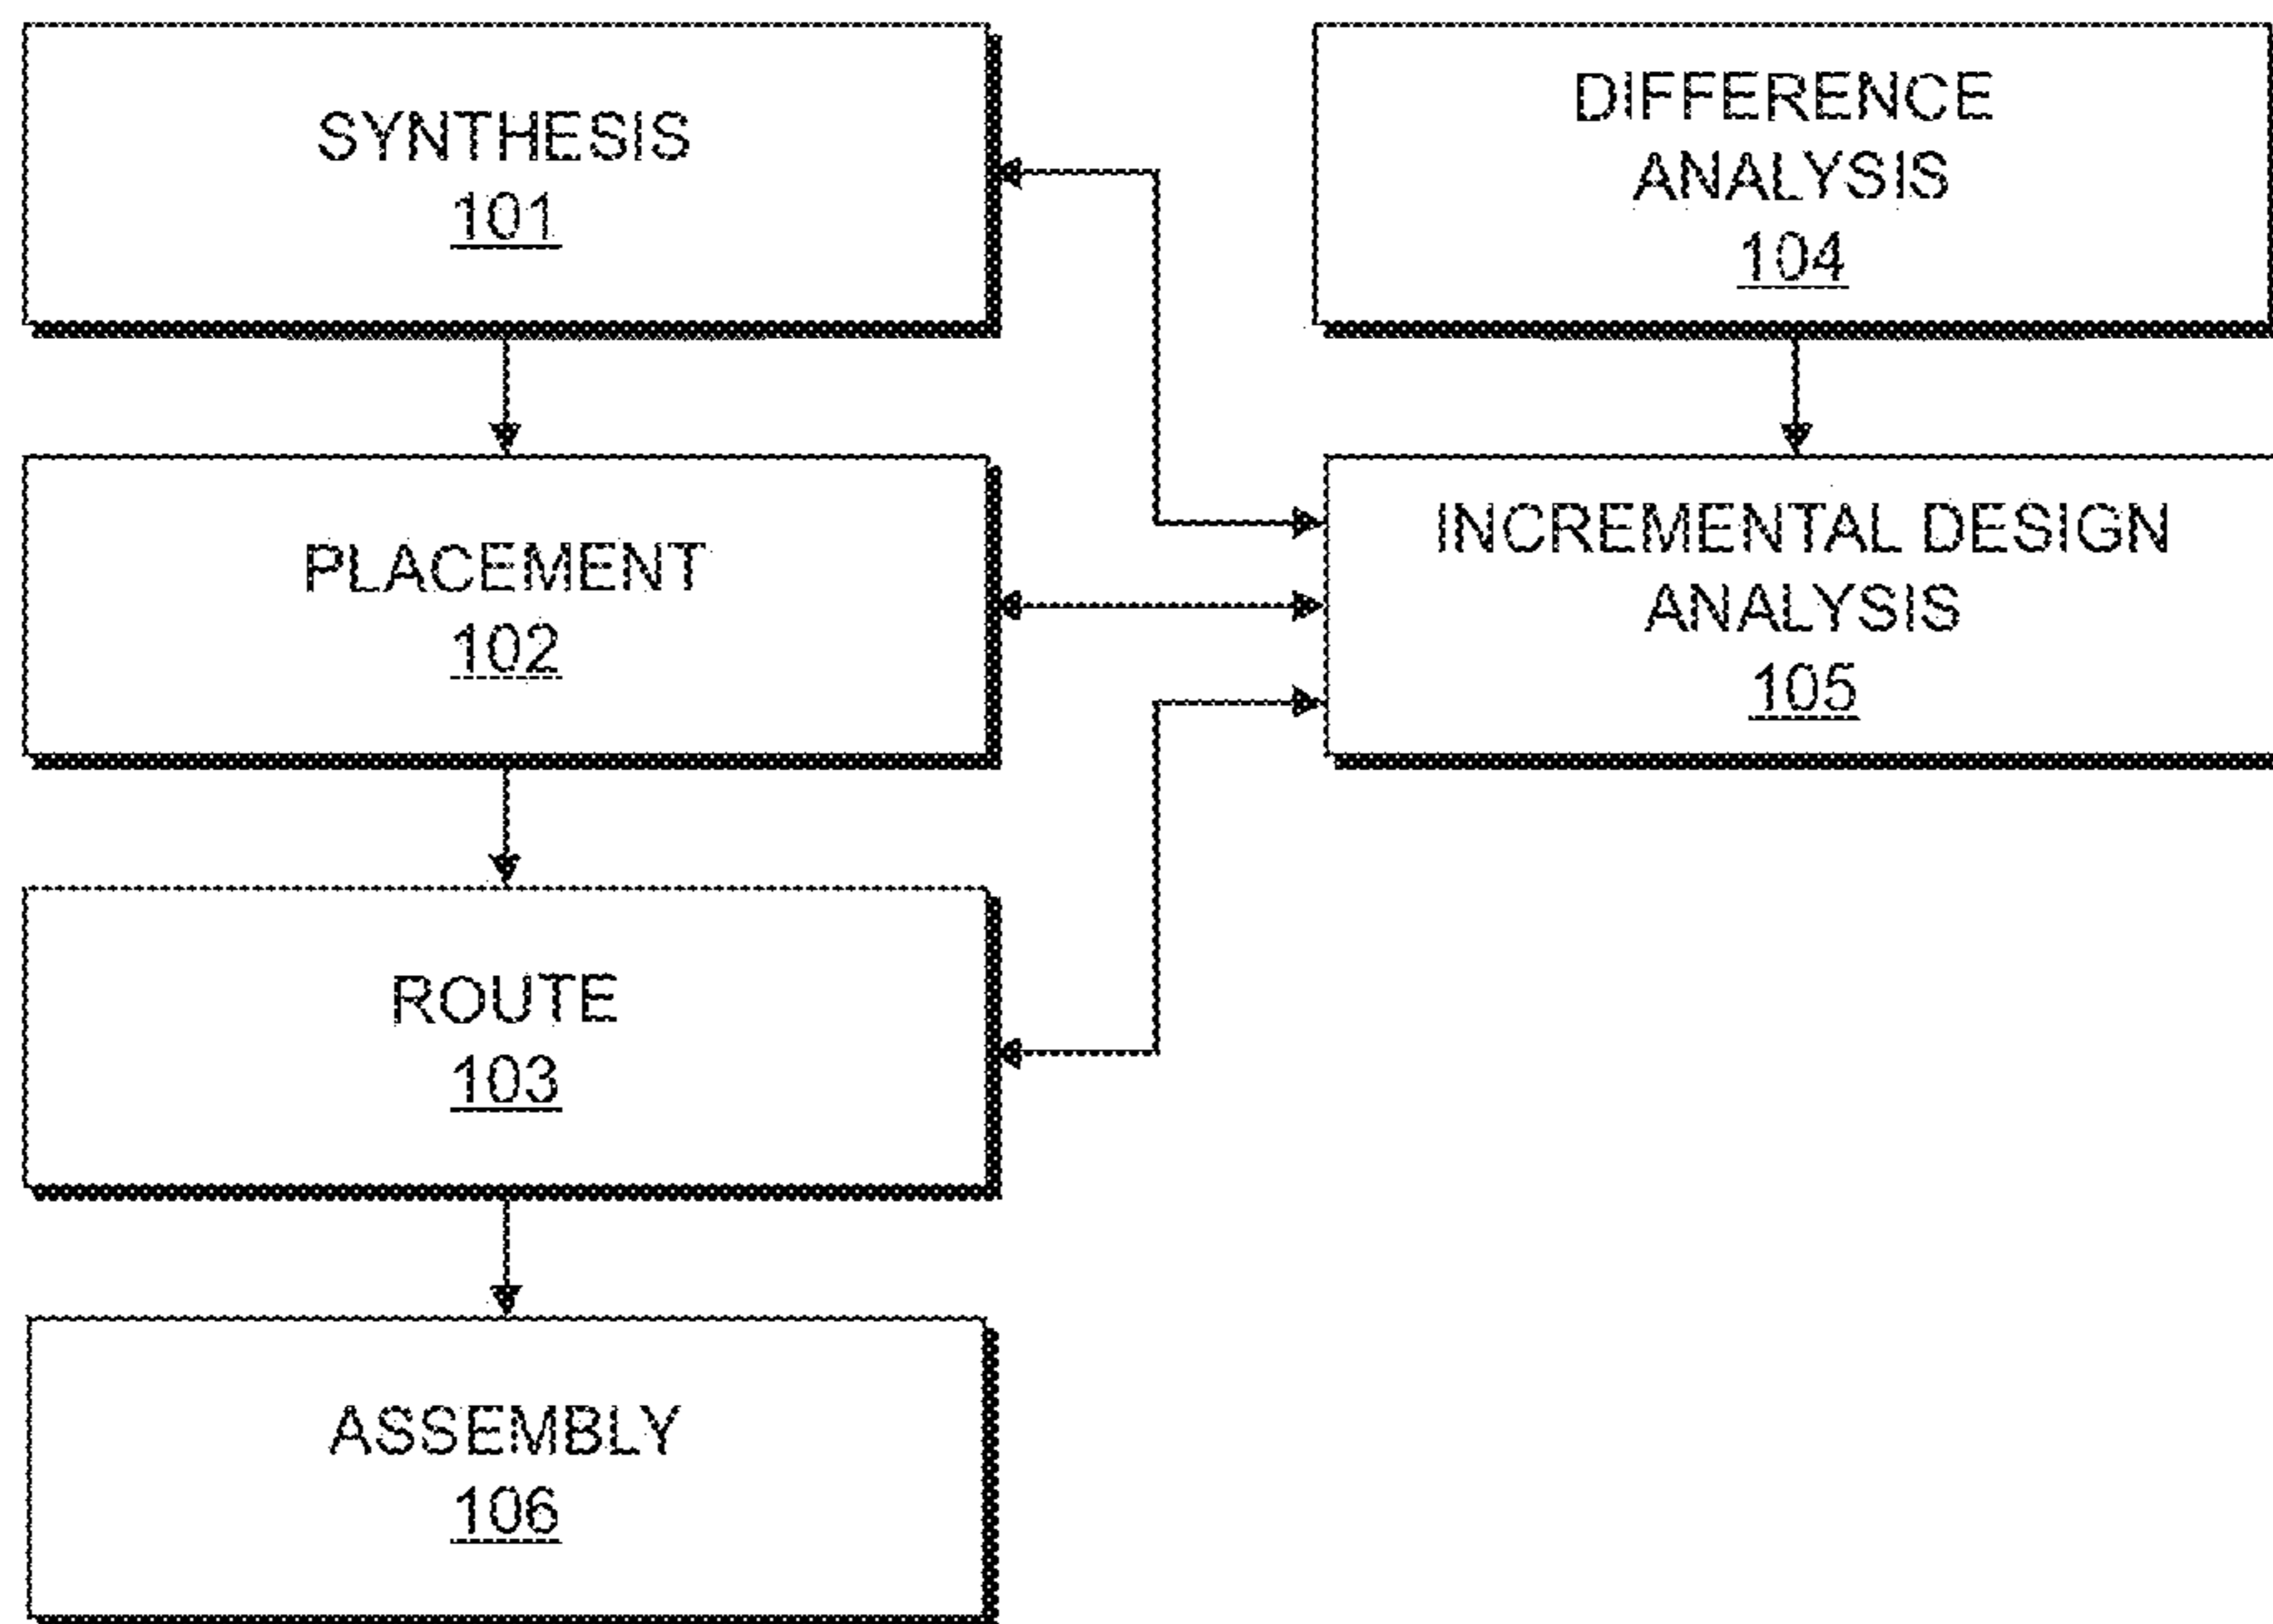 SYNTHESIS
101
DIFFERENCE
ANALYSIS
104
PLACEMENT
102
INCREMENTAL DESIGN
ANALYSIS
105
ROUTE
103
ASSEMBLY
106